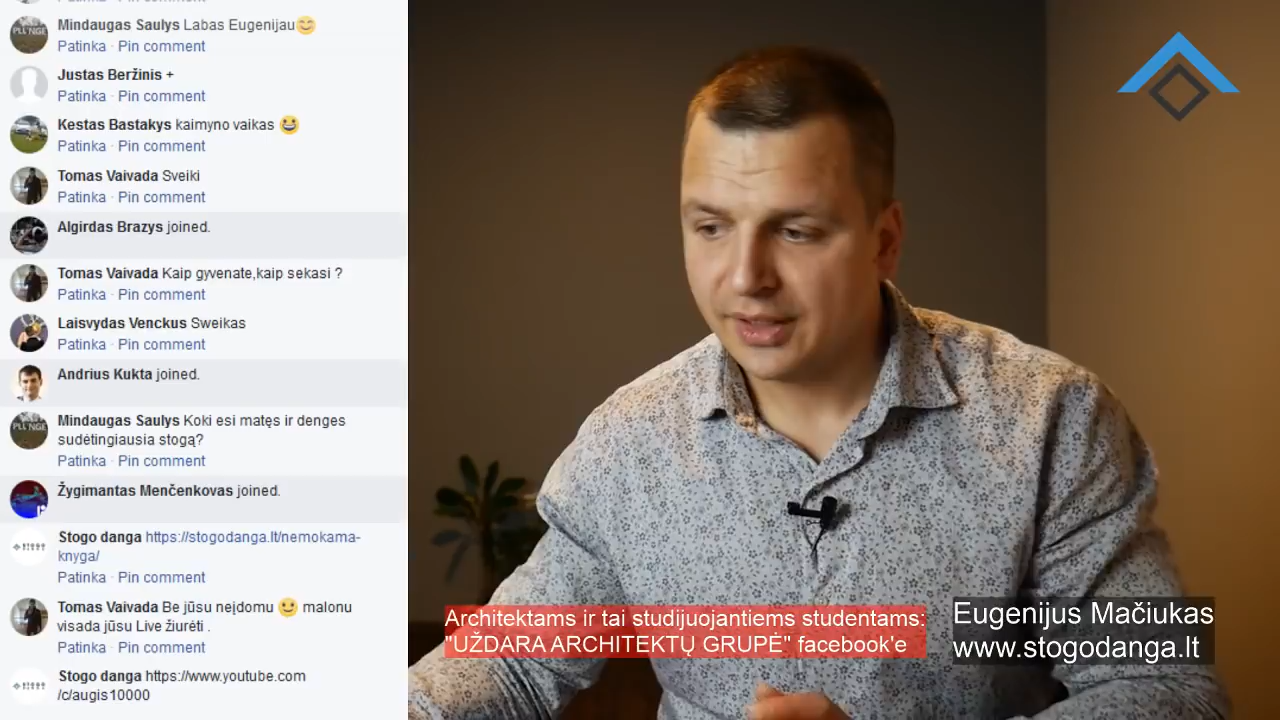 Patinka · Pin comment
Mindaugas Saulys Labas Eugenijau😊
Patinka · Pin comment
Justas Beržinis +
Patinka · Pin comment
Kestas Bastakys kaimyno vaikas 😀
Patinka · Pin comment
Tomas Vaivada Sveiki
Patinka · Pin comment
Algirdas Brazys joined.
Tomas Vaivada Kaip gyvenate,kaip sekasi ?
Patinka · Pin comment
Laisvydas Venckus Sweikas
Patinka · Pin comment
Andrius Kukta joined.
PLUNGE
Mindaugas Saulys Koki esi matęs ir denges
sudėtingiausia stogą?
Patinka · Pin comment
Žygimantas Menčenkovas joined.
Stogo danga https://stogodanga.lt/nemokama-
knyga/
Patinka · Pin comment
Tomas Vaivada Be jūsu neįdomu 🙂 malonu
visada jūsu Live žiurėti .
Patinka · Pin comment
Stogo danga https://www.youtube.com
/c/augis10000
Architektams ir tai studijuojantiems studentams:
"UŽDARA ARCHITEKTŲ GRUPĖ" facebook'e
Eugenijus Mačiukas
www.stogodanga.lt